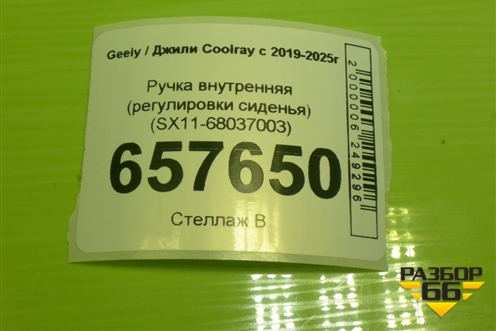 Geely / Джили Coolray с 2019-2025г
Ручка внутренняя
(регулировки сиденья)
(SX11-68037003)
657650
Стеллаж В
2000006249296
РАЗБОР
66